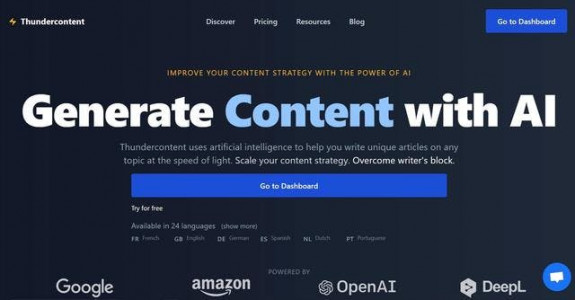 Thundercontent
Discover Pricing Resources Blog
Go to Dashboard
IMPROVE YOUR CONTENT STRATEGY WITH THE POWER OF AI
Generate Content with AI
Thundercontent uses artificial intelligence to help you write unique articles on any
topic at the speed of light. Scale your content strategy. Overcome writer's block.
Go to Dashboard
Try for free
Available in 24 languages (show more)
FR French GB English DE German ES Spanish NL Dutch PT Portuguese
POWERED BY
Google amazon OpenAI DeepL